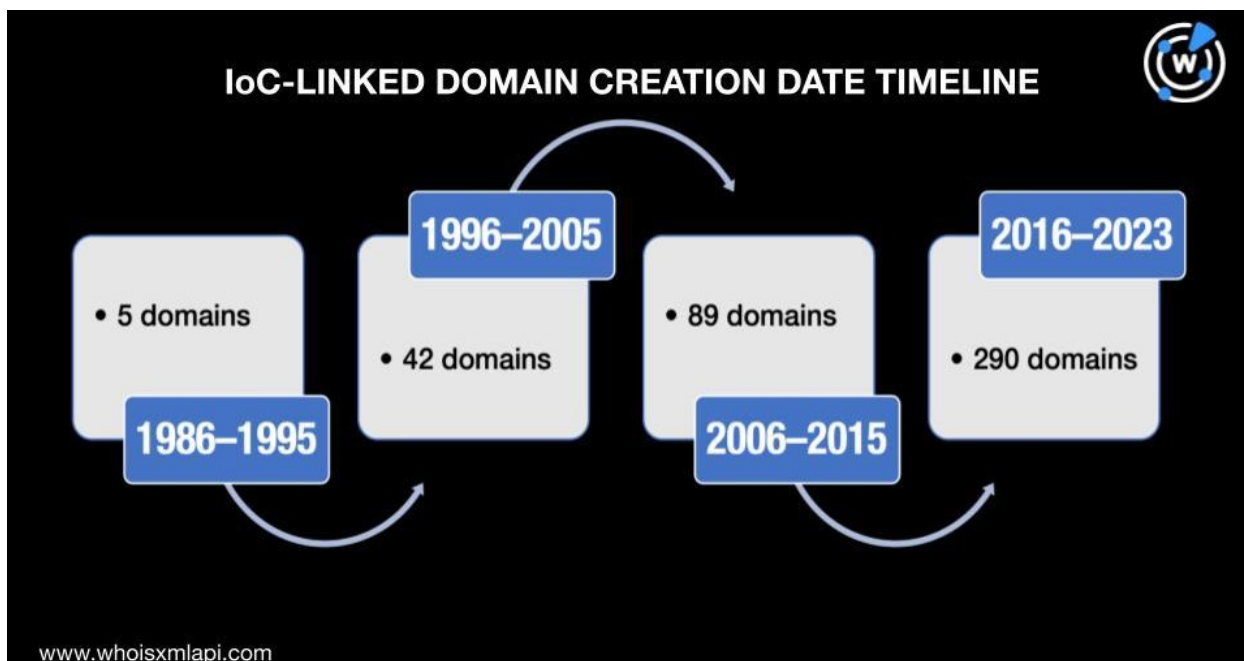 W
IoC-LINKED DOMAIN CREATION DATE TIMELINE
• 5 domains
1986–1995
1996–2005
• 42 domains
• 89 domains
2006–2015
2016–2023
• 290 domains
www.whoisxmlapi.com